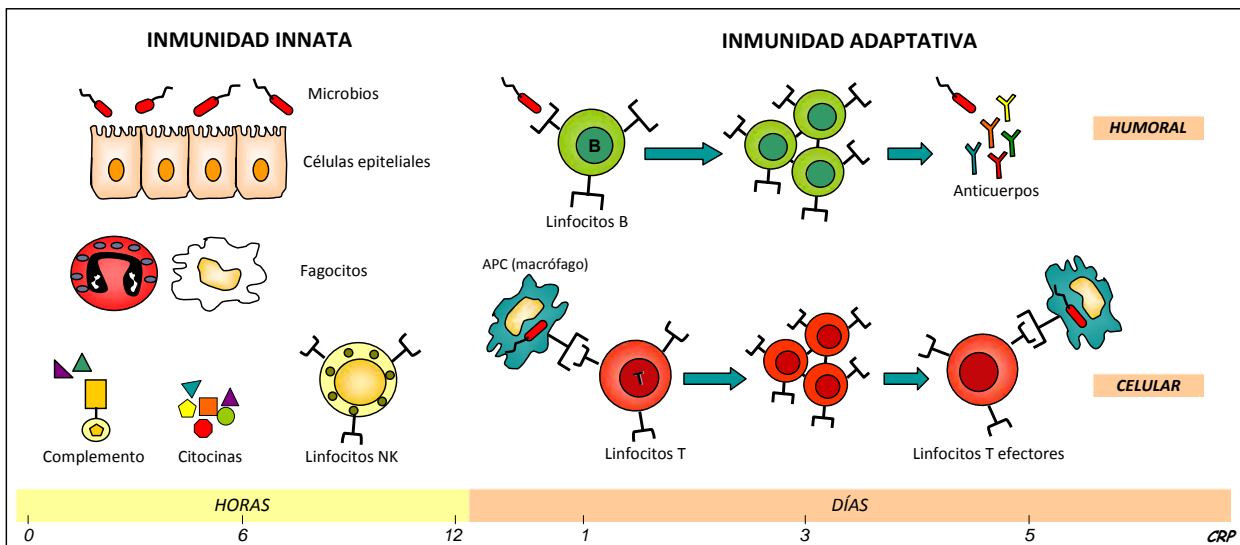 INMUNIDAD INNATA
Microbios
Células epiteliales
Fagocitos
Complemento
Citocinas
Linfocitos NK
INMUNIDAD ADAPTATIVA
B
Linfocitos B
Anticuerpos
HUMORAL
APC (macrófago)
T
Linfocitos T
Linfocitos T efectores
CELULAR
HORAS
DÍAS
0
6
12
1
3
5
CRP